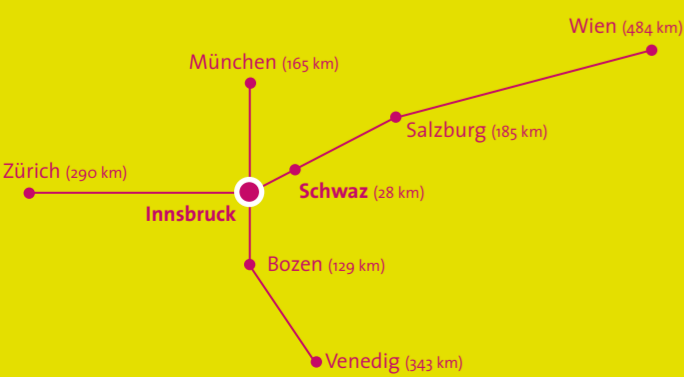 Wien (484 km)
München (165 km)
Salzburg (185 km)
Zürich (290 km)
Schwaz (28 km)
Innsbruck
Bozen (129 km)
Venedig (343 km)